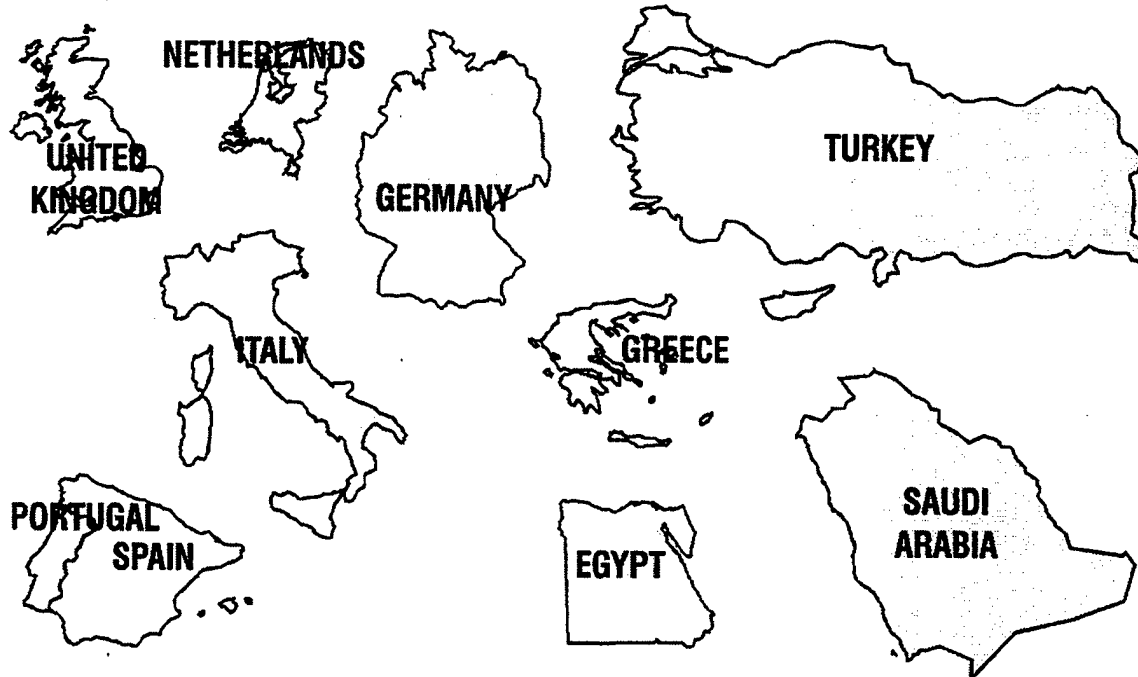 NETHERLANDS
UNITED
KINGDOM
GERMANY
TURKEY
ITALY
GREECE
PORTUGAL
SPAIN
EGYPT
SAUDI
ARABIA